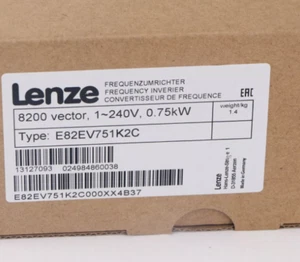 Lenze
FREQUENZUMRICHTER
FREQUENCY INVERTER
CONVERTISSEUR DE FREQUENCE
EAC
8200 vector, 1~240V, 0.75kW
weight/kg
1.4
Type: E82EV751K2C
13127093 024984860038
Lenze
E82EV751K2C000XX4B37